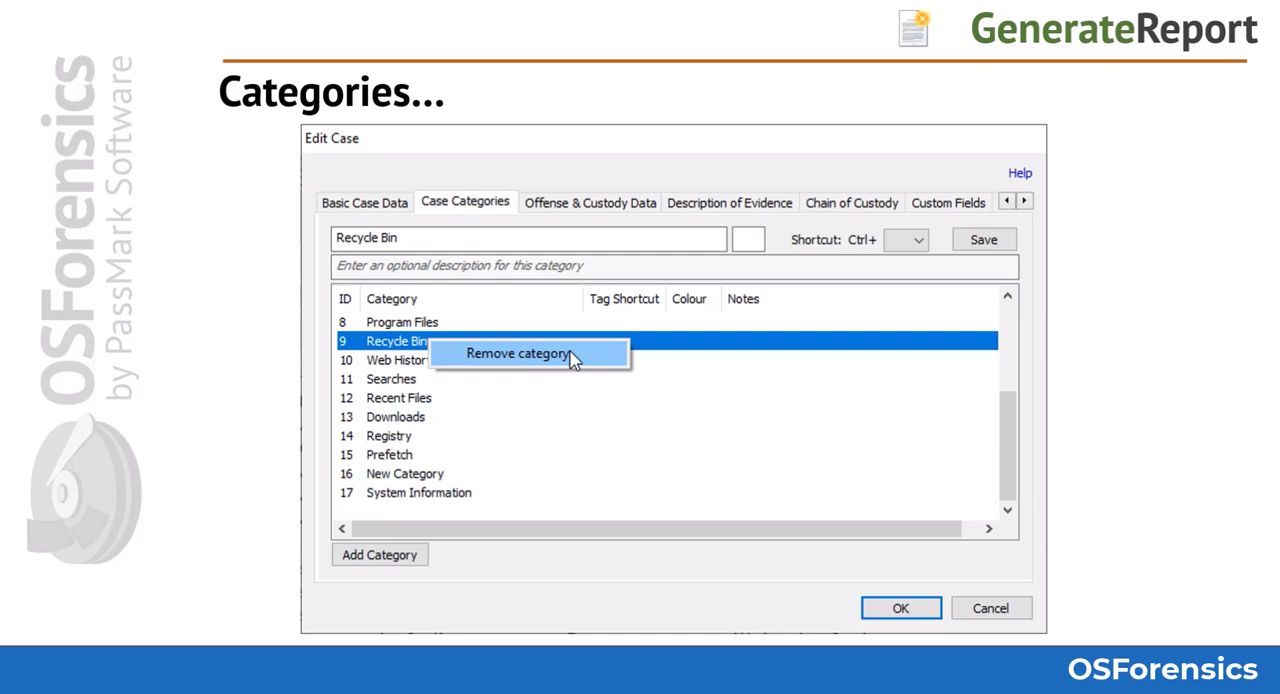 GenerateReport
OSForensics
by PassMark Software
Categories...
Edit Case
Help
Basic Case Data Case Categories Offense & Custody Data Description of Evidence Chain of Custody Custom Fields
Recycle Bin Shortcut: Ctrl+ Save
Enter an optional description for this category
ID Category Tag Shortcut Colour Notes
8 Program Files
9 Recycle Bin
Remove category
10 Web Histor
11 Searches
12 Recent Files
13 Downloads
14 Registry
15 Prefetch
16 New Category
17 System Information
Add Category
OK Cancel
OSForensics